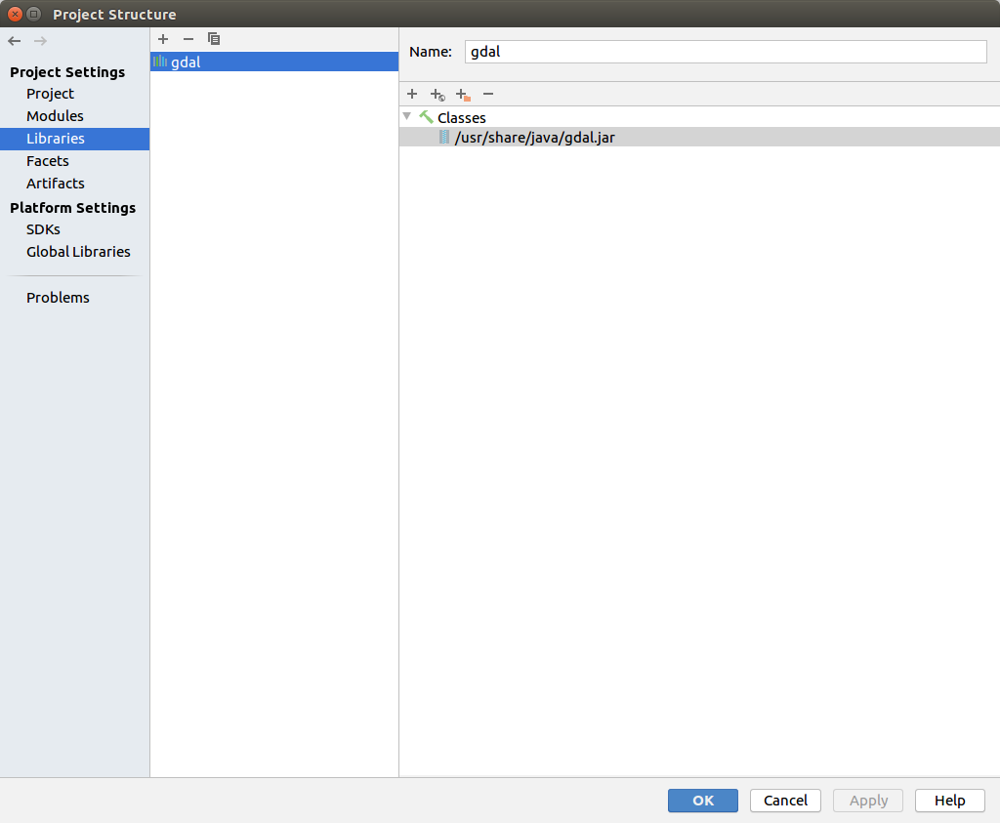 Project Structure
Project Settings
Project
Modules
Libraries
Facets
Artifacts
Platform Settings
SDKs
Global Libraries
Problems
gdal
Name: gdal
Classes
/usr/share/java/gdal.jar
OK Cancel Apply Help